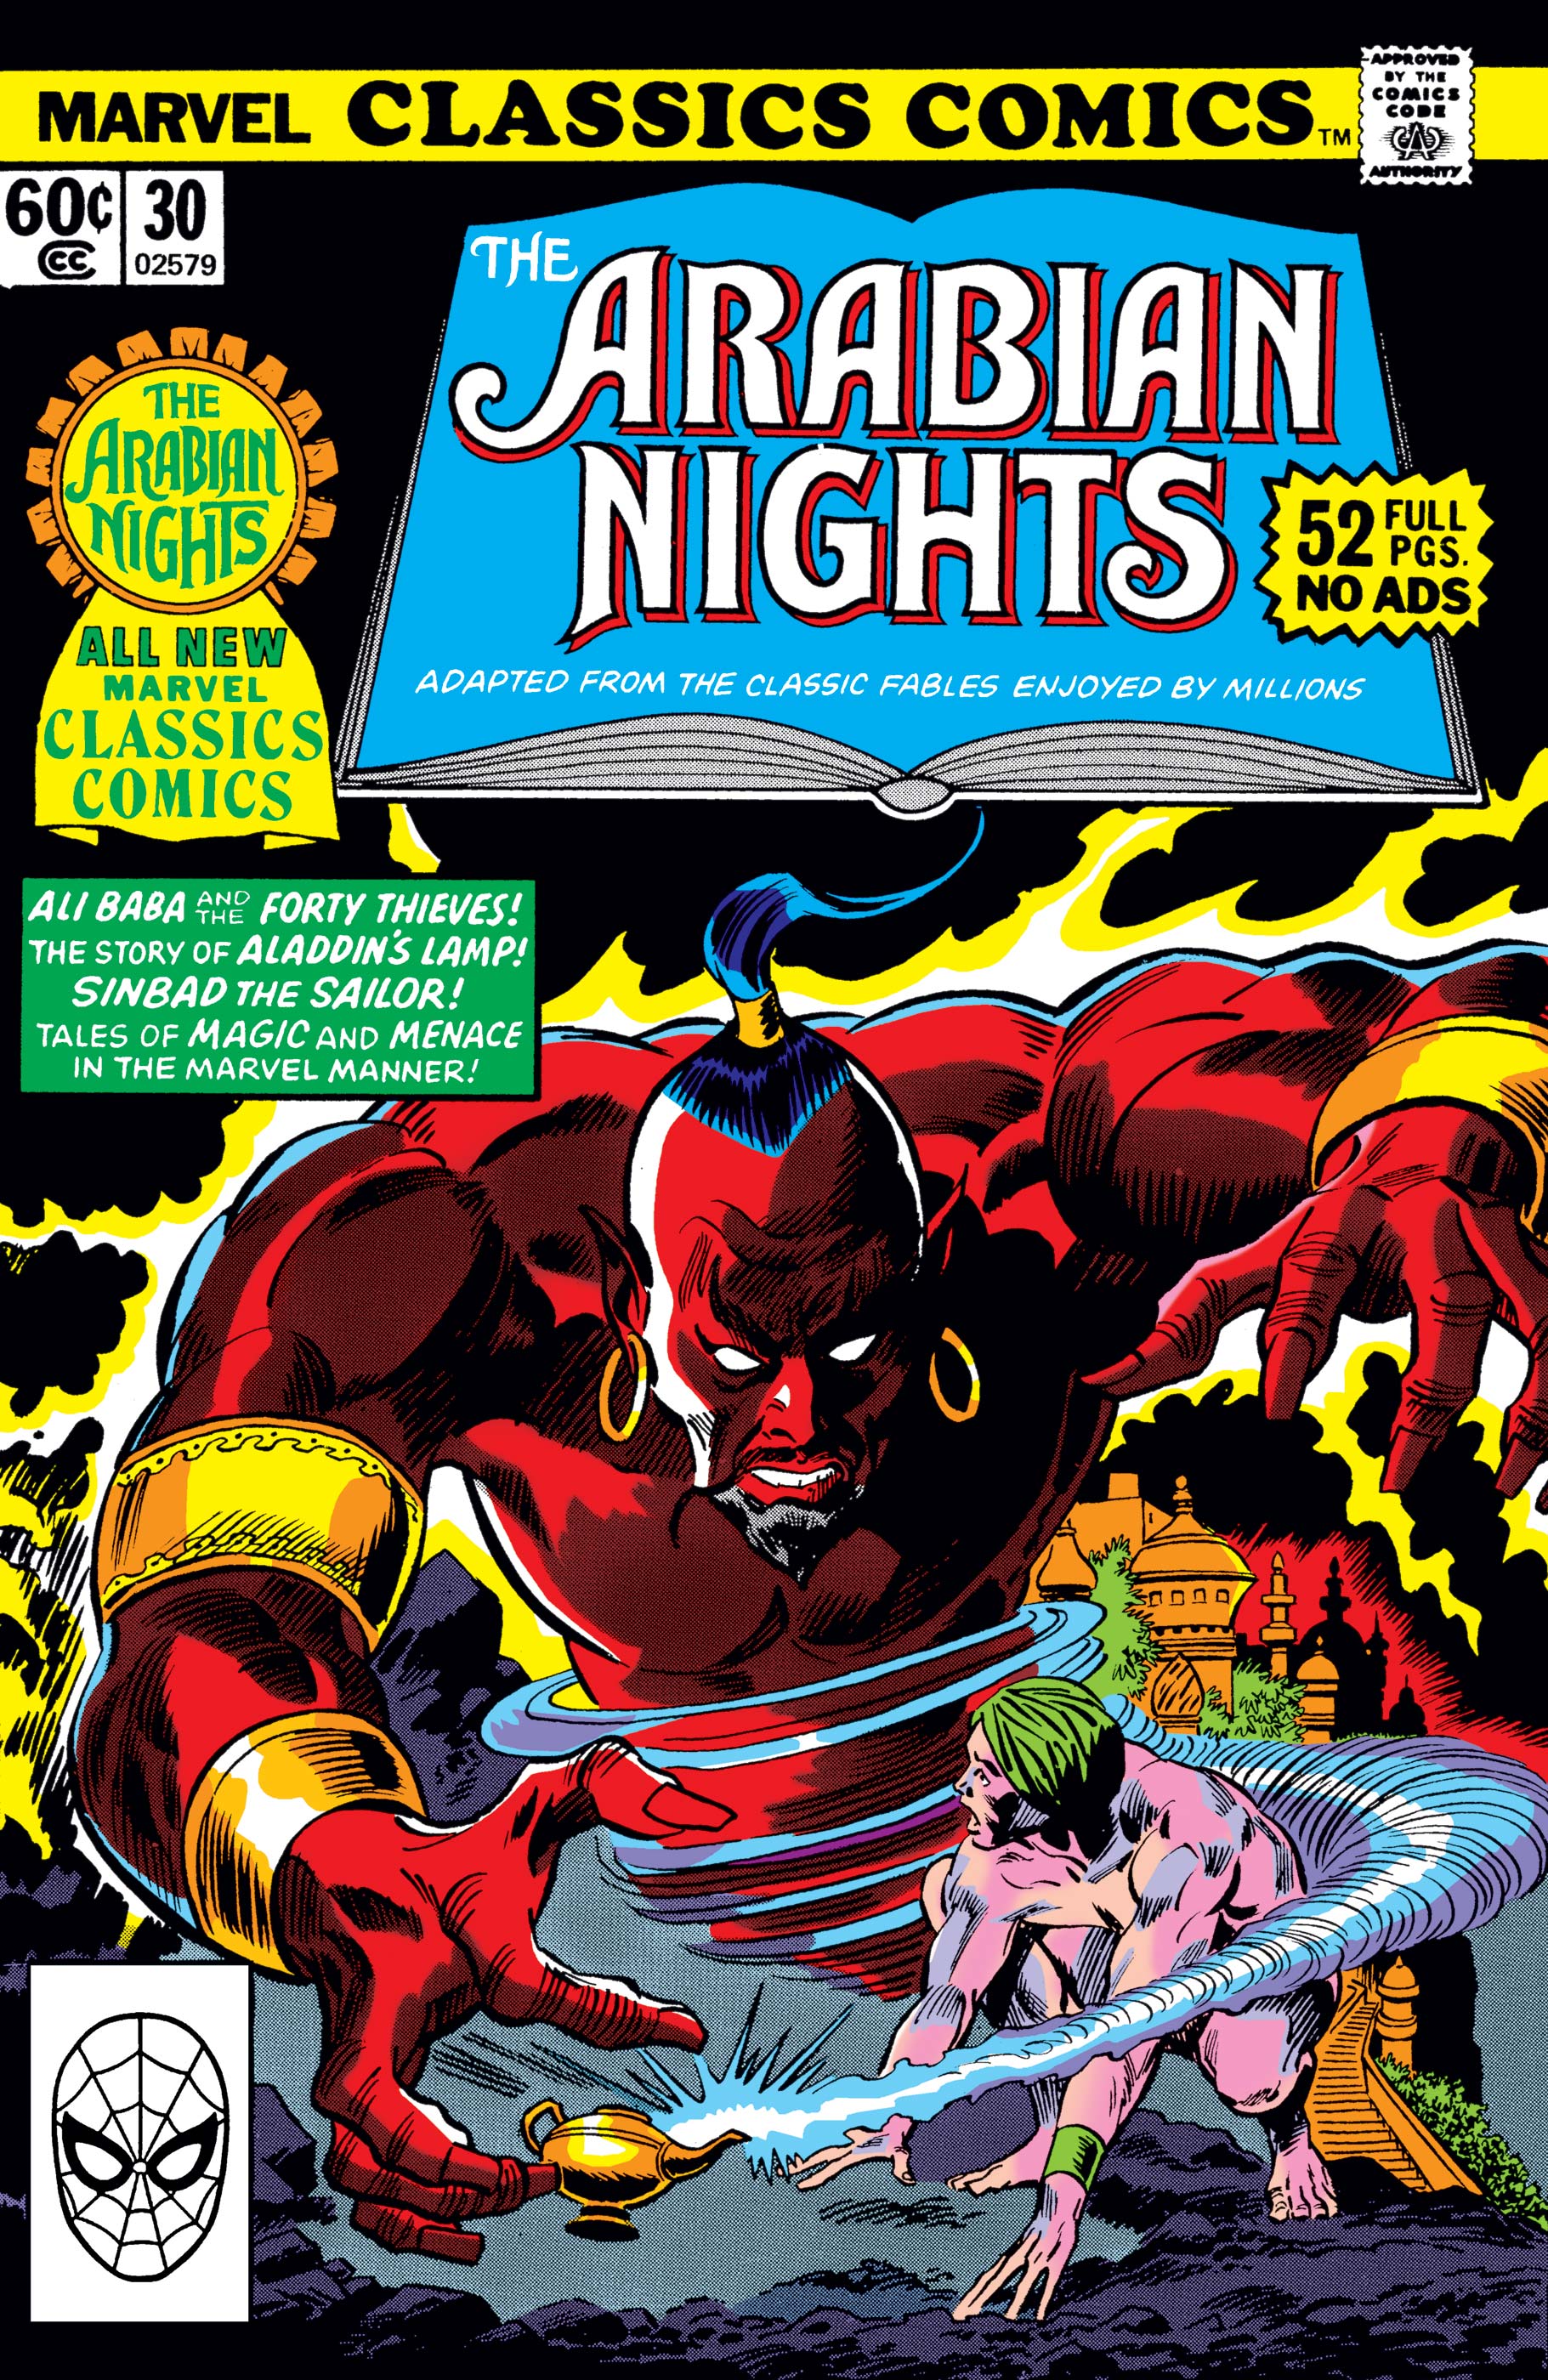 MARVEL CLASSICS COMICS TM
APPROVED
BY THE
COMICS
CODE
AUTHORITY
60¢ 30
CC 02579
THE
ARABIAN
NIGHTS
ADAPTED FROM THE CLASSIC FABLES ENJOYED BY MILLIONS
52 FULL PGS.
NO ADS
THE
ARABIAN
NIGHTS
ALL NEW
MARVEL
CLASSICS
COMICS
ALI BABA AND THE FORTY THIEVES!
THE STORY OF ALADDIN'S LAMP!
SINBAD THE SAILOR!
TALES OF MAGIC AND MENACE
IN THE MARVEL MANNER!